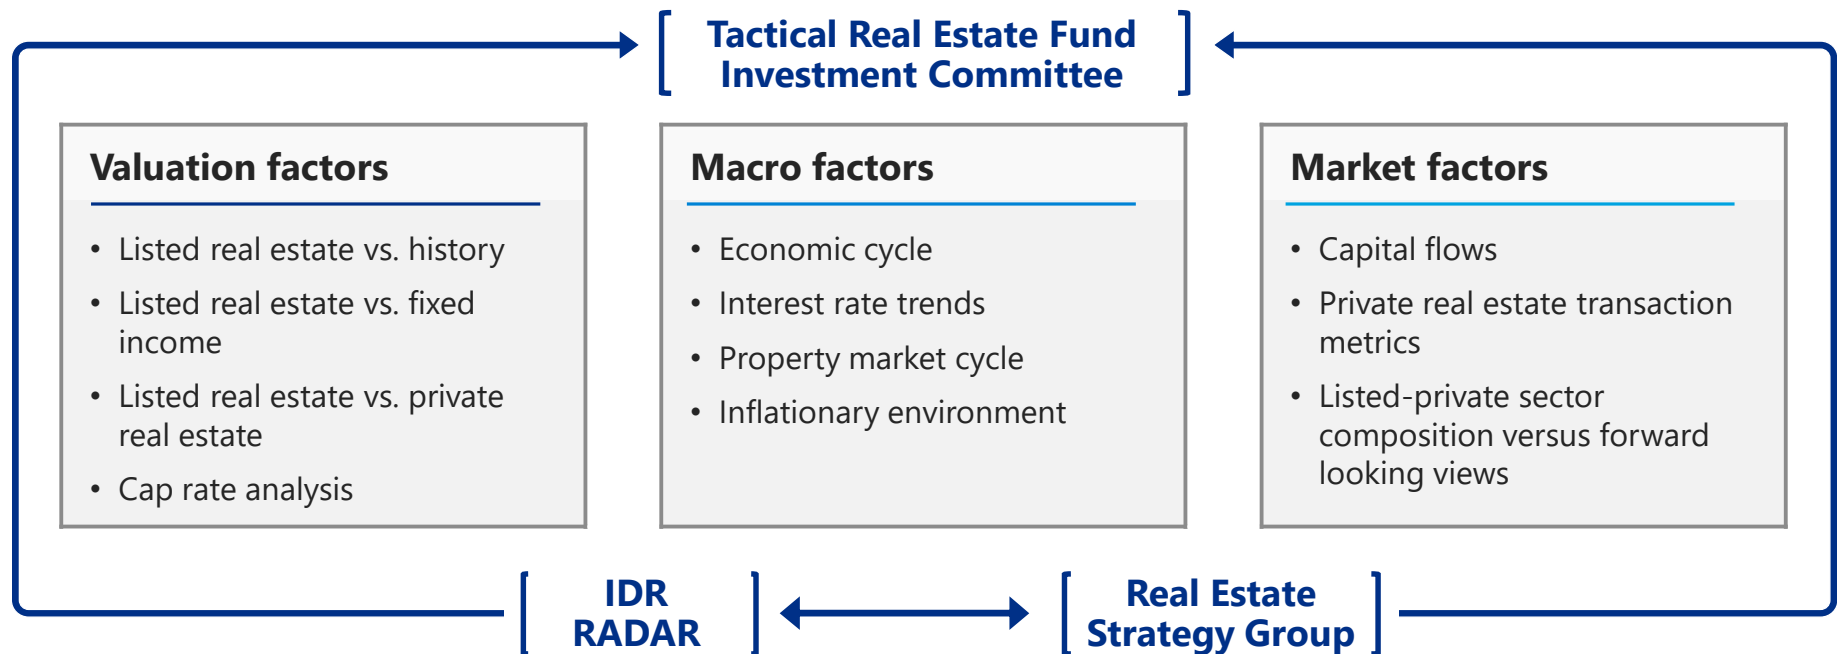 Tactical Real Estate Fund
Investment Committee
Valuation factors
• Listed real estate vs. history
• Listed real estate vs. fixed
income
• Listed real estate vs. private
real estate
• Cap rate analysis
Macro factors
• Economic cycle
• Interest rate trends
• Property market cycle
• Inflationary environment
Market factors
• Capital flows
• Private real estate transaction
metrics
• Listed-private sector
composition versus forward
looking views
IDR
RADAR
Real Estate
Strategy Group